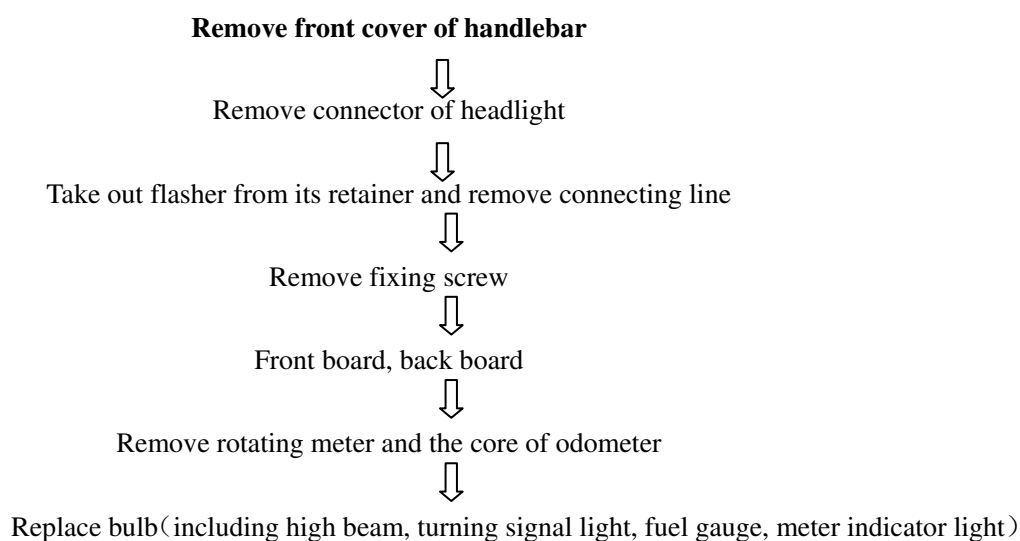 Remove front cover of handlebar
Remove connector of headlight
Take out flasher from its retainer and remove connecting line
Remove fixing screw
Front board, back board
Remove rotating meter and the core of odometer
Replace bulb（including high beam, turning signal light, fuel gauge, meter indicator light）